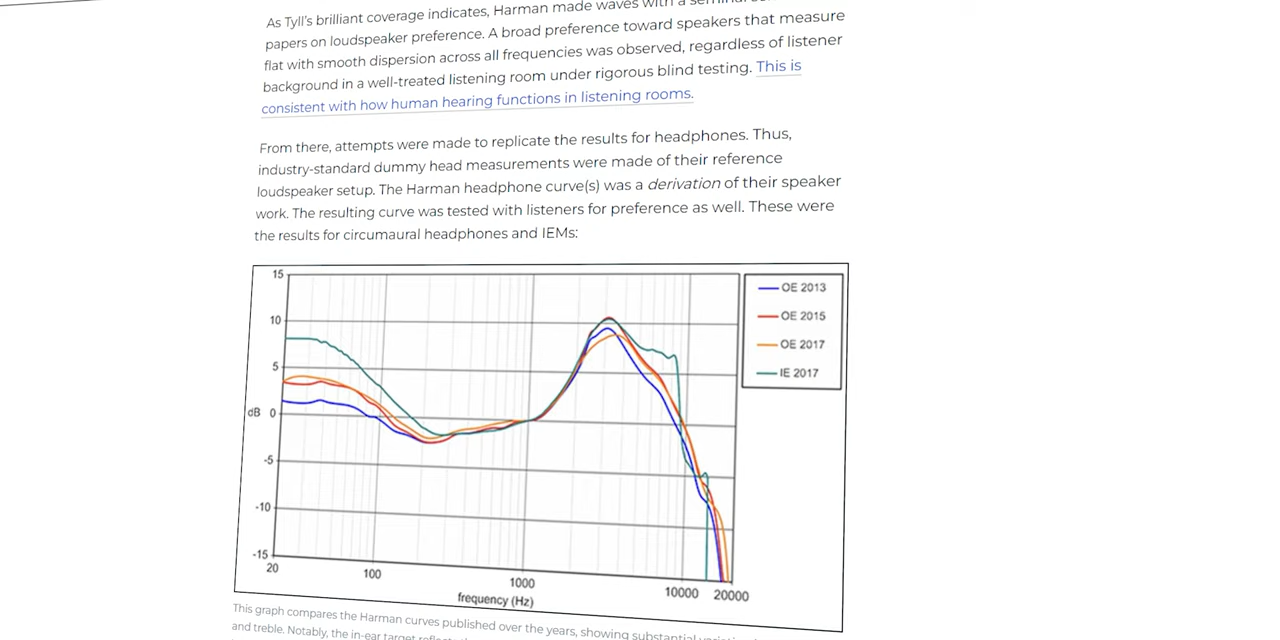 As Tyll's brilliant coverage indicates, Harman made waves with a
papers on loudspeaker preference. A broad preference toward speakers that measure
flat with smooth dispersion across all frequencies was observed, regardless of listener
background in a well-treated listening room under rigorous blind testing. This is
consistent with how human hearing functions in listening rooms.
From there, attempts were made to replicate the results for headphones. Thus,
industry-standard dummy head measurements were made of their reference
loudspeaker setup. The Harman headphone curve(s) was a derivation of their speaker
work. The resulting curve was tested with listeners for preference as well. These were
the results for circumaural headphones and IEMs:
15
10
5
dB 0
-5
-10
-15
20 100 1000 10000 20000
frequency (Hz)
OE 2013
OE 2015
OE 2017
IE 2017
This graph compares the Harman curves published over the years, showing substantial
and treble. Notably, the in-ear target